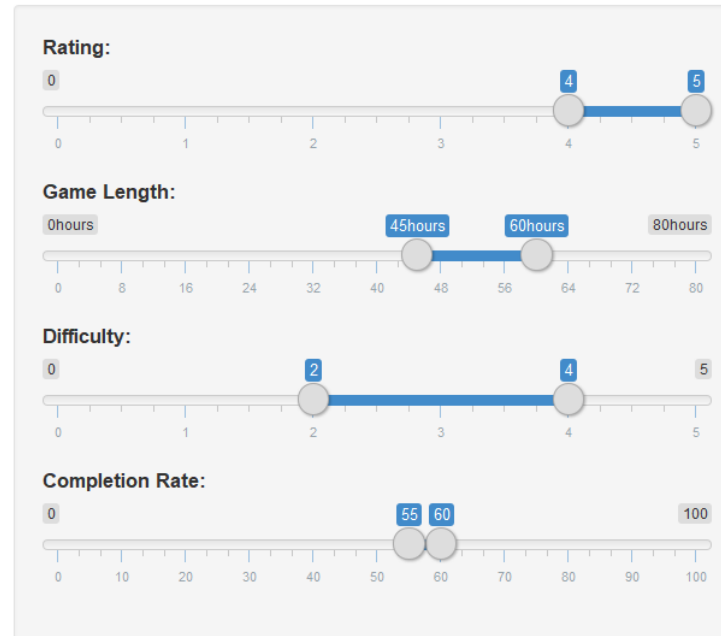 Rating:
0 4 5
0 1 2 3 4 5
Game Length:
0hours 45hours 60hours 80hours
0 8 16 24 32 40 48 56 64 72 80
Difficulty:
0 2 4 5
0 1 2 3 4 5
Completion Rate:
0 55 60 100
0 10 20 30 40 50 60 70 80 90 100